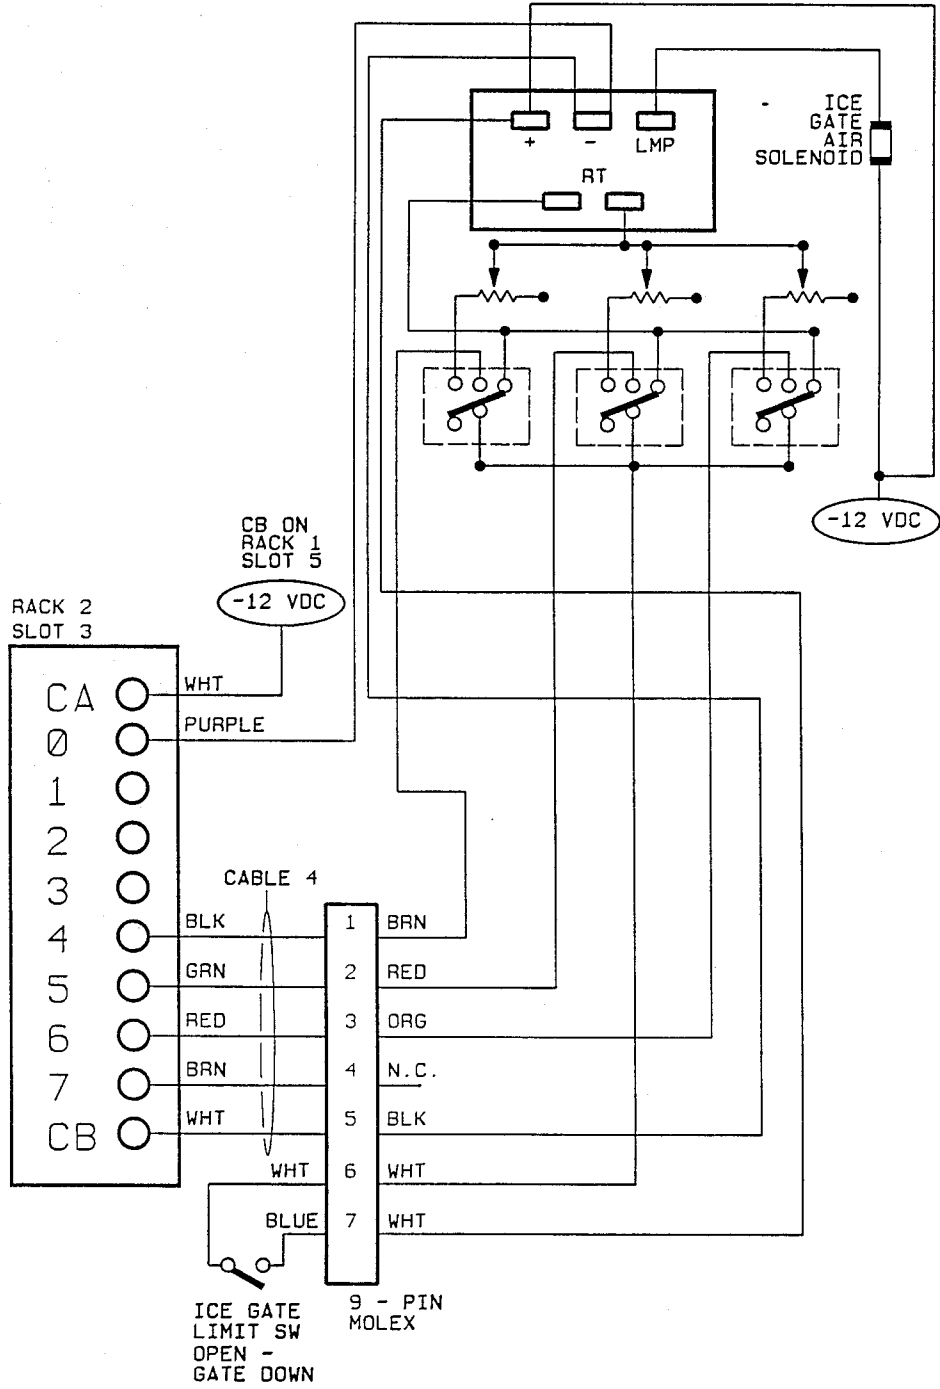 ICE
GATE
AIR
SOLENOID
+
-
LMP
RT
-12 VDC
CB ON
RACK 1
SLOT 5
-12 VDC
RACK 2
SLOT 3
CA
WHT
0
PURPLE
1
2
3
CABLE 4
4
BLK
1
BRN
5
GRN
2
RED
6
RED
3
ORG
7
BRN
4
N.C.
CB
WHT
5
BLK
WHT
6
WHT
BLUE
7
WHT
ICE GATE
LIMIT SW
OPEN -
GATE DOWN
9 - PIN
MOLEX